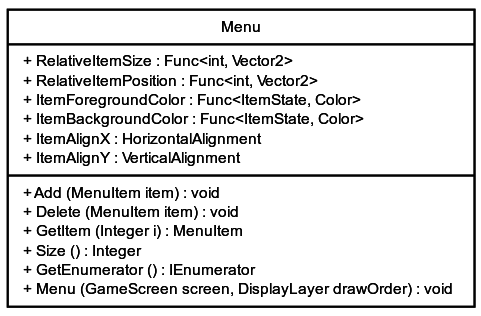 Menu
+ RelativeItemSize : Func<int, Vector2>
+ RelativeItemPosition : Func<int, Vector2>
+ ItemForegroundColor : Func<ItemState, Color>
+ ItemBackgroundColor : Func<ItemState, Color>
+ ItemAlignX : HorizontalAlignment
+ ItemAlignY : VerticalAlignment
+ Add (MenuItem item) : void
+ Delete (MenuItem item) : void
+ GetItem (Integer i) : MenuItem
+ Size () : Integer
+ GetEnumerator () : IEnumerator
+ Menu (GameScreen screen, DisplayLayer drawOrder) : void